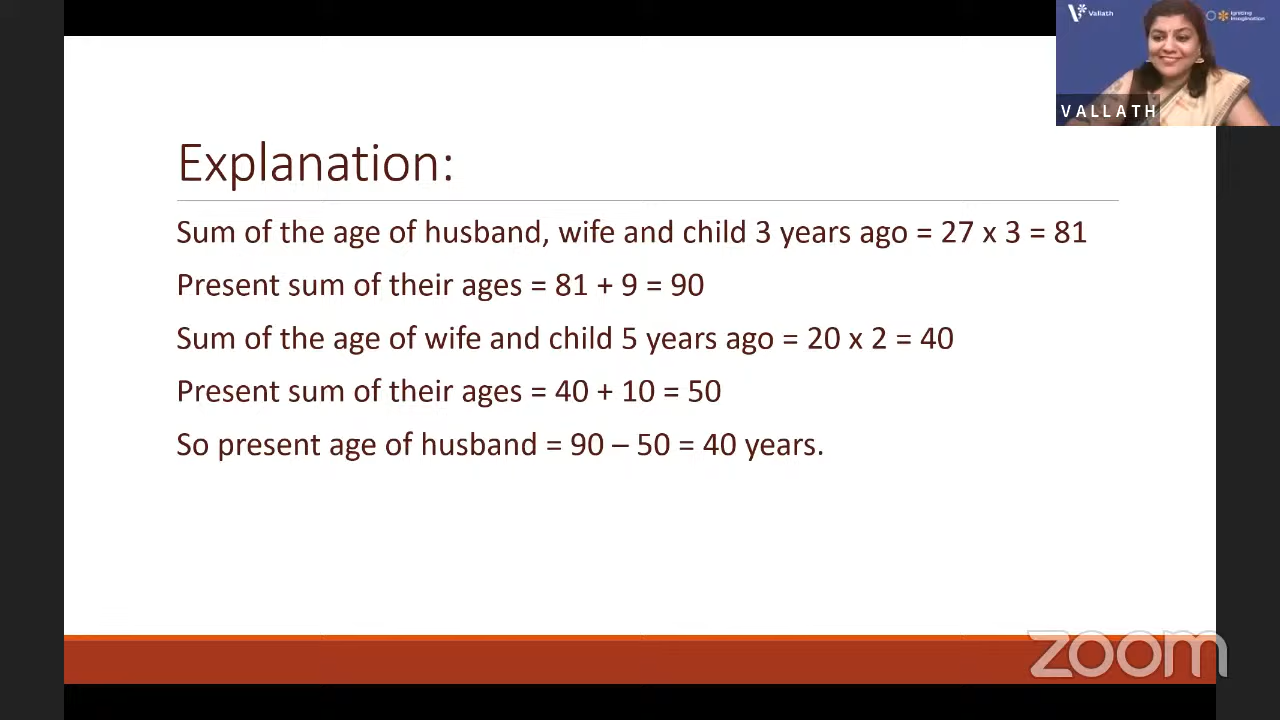 Vallath
Igniting
Imagination
VALLATH
Explanation:
Sum of the age of husband, wife and child 3 years ago = 27 x 3 = 81
Present sum of their ages = 81 + 9 = 90
Sum of the age of wife and child 5 years ago = 20 x 2 = 40
Present sum of their ages = 40 + 10 = 50
So present age of husband = 90 – 50 = 40 years.
zoom